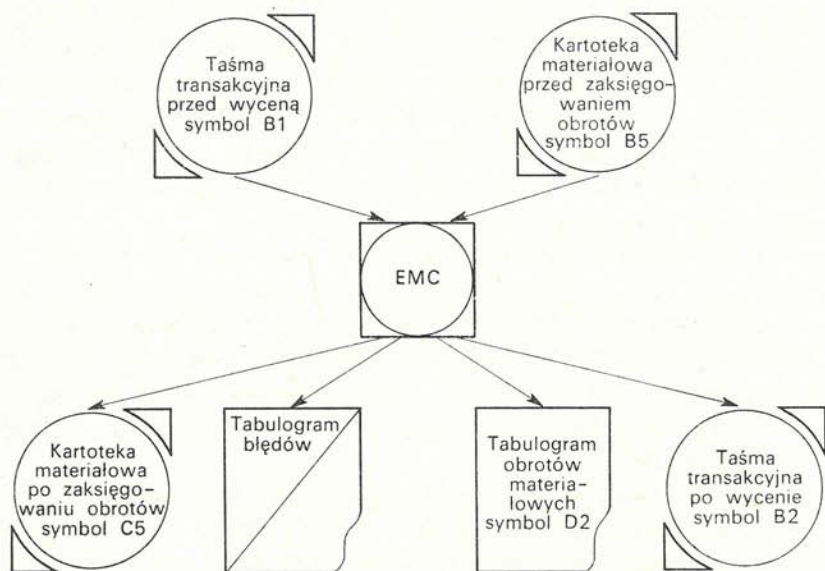 Taśma
transakcyjna
przed wyceną
symbol B1
Kartoteka
materiałowa
przed zaksięgo-
waniem
obrotów
symbol B5
EMC
Kartoteka
materiałowa
po zaksięgo-
waniu obrotów
symbol C5
Tabulogram
błędów
Tabulogram
obrotów
materia-
łowych
symbol D2
Taśma
transakcyjna
po wycenie
symbol B2